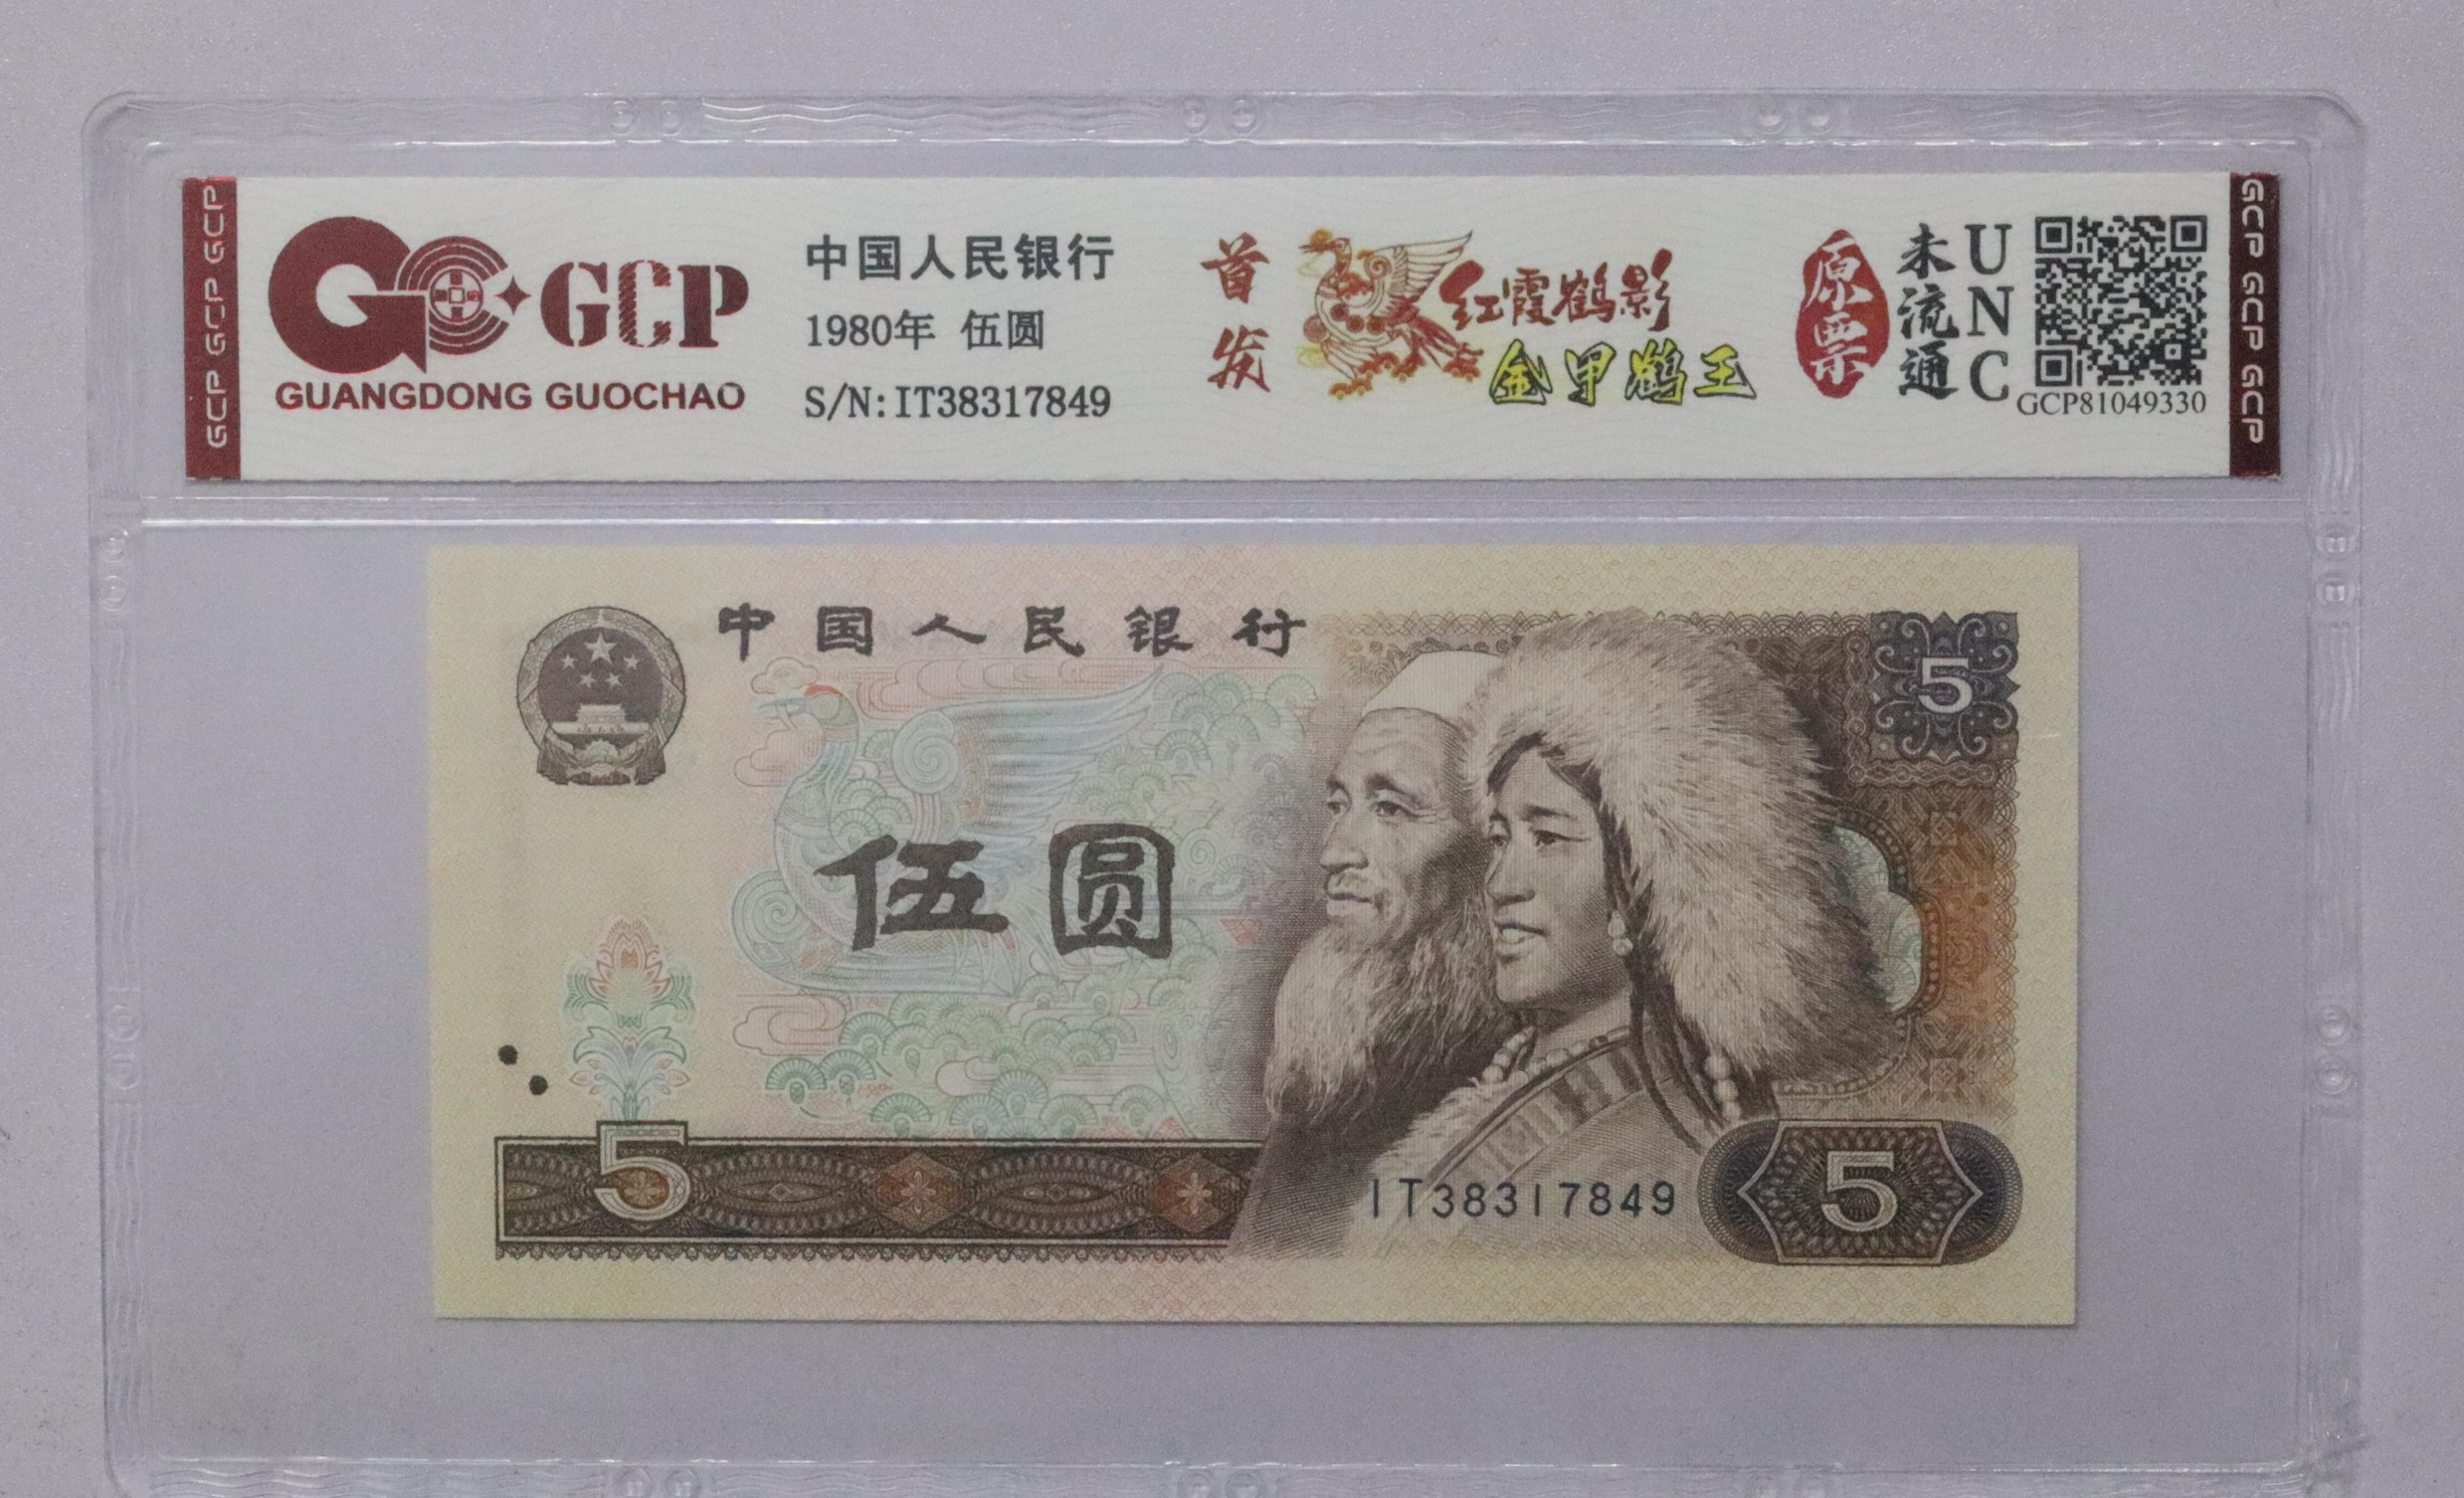 GCP GCP GCP
GCP
GUANGDONG GUOCHAO
中国人民银行
1980年 伍圆
S/N:IT38317849
首发
红霞鹤影
金甲鹤王
原票
未流通
UNC
GCP81049330
GCP GCP GCP
中国人民银行
5
伍圆
5
IT38317849
5